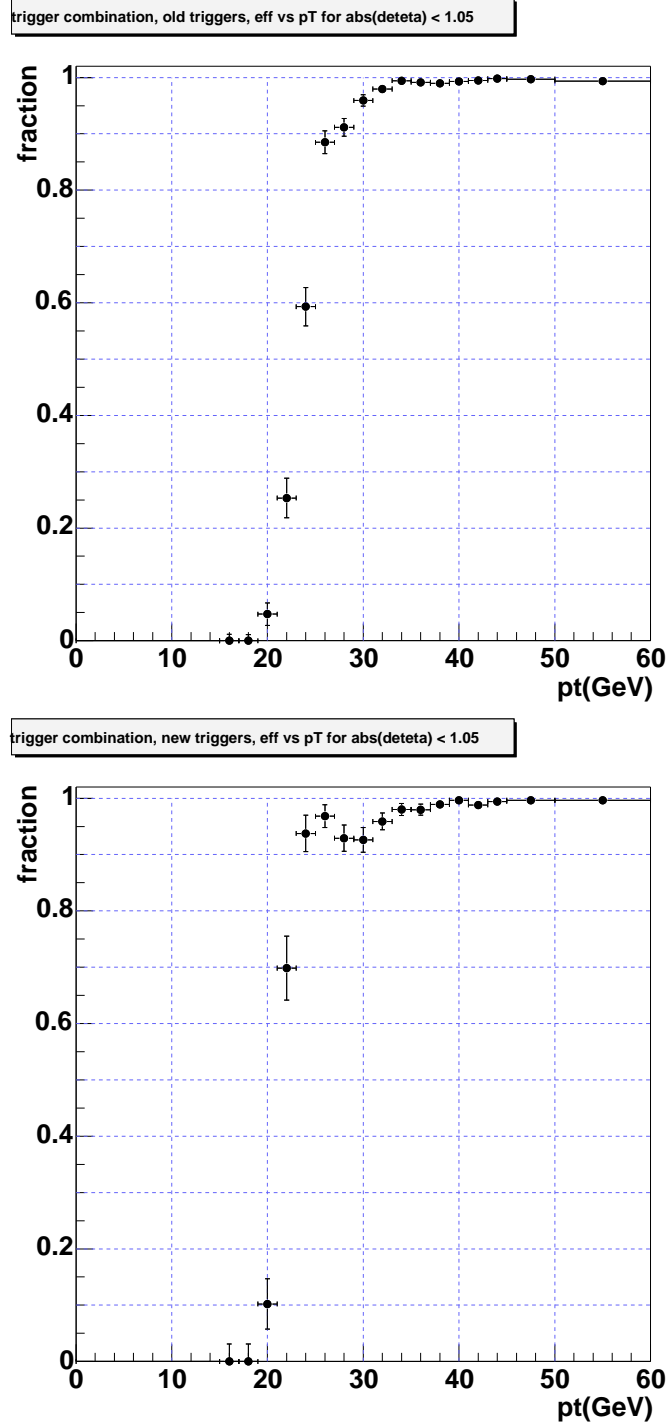 trigger combination, old triggers, eff vs pT for abs(deteta) < 1.05
fraction
1
0.8
0.6
0.4
0.2
0
0 10 20 30 40 50 60
pt(GeV)
trigger combination, new triggers, eff vs pT for abs(deteta) < 1.05
fraction
1
0.8
0.6
0.4
0.2
0
0 10 20 30 40 50 60
pt(GeV)